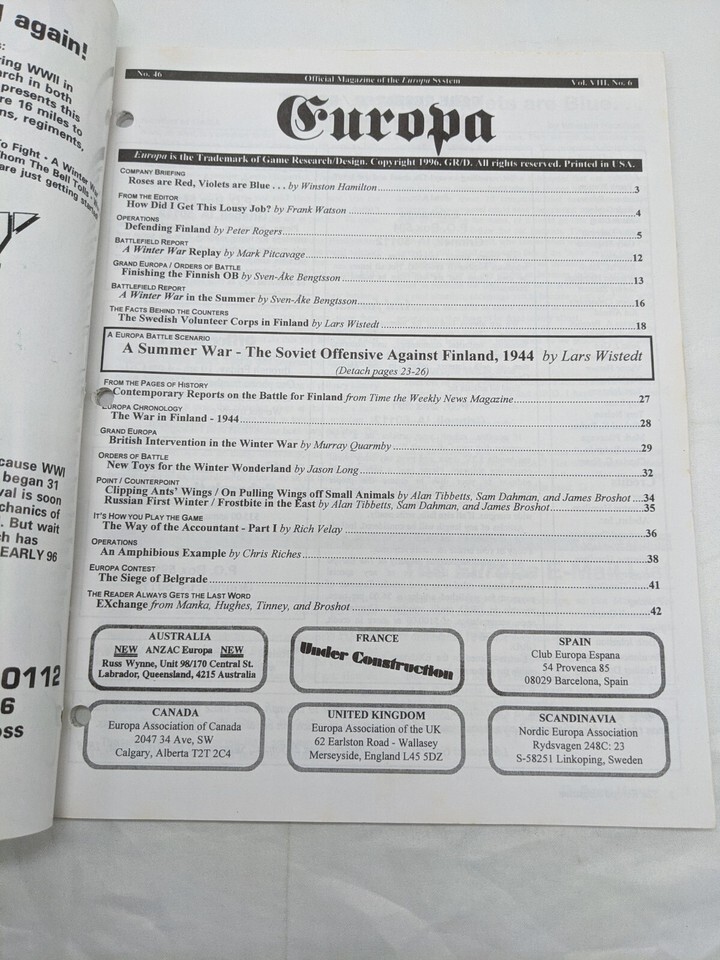 again!
ring WWII in
rch in both
presents this
re 16 miles to
ns, regiments,
To Fight - A Winter
Whom The Bell Tolls -
are just getting started
cause WWI
began 31
val is soon
chanics of
. But wait
ch has
EARLY 96
0112
6
oss
No. 46 Official Magazine of the Europa System Vol. VIII, No. 6
Europa
Europa is the Trademark of Game Research/Design. Copyright 1996, GR/D. All rights reserved. Printed in USA.
COMPANY BRIEFING
Roses are Red, Violets are Blue . . . by Winston Hamilton 3
FROM THE EDITOR
How Did I Get This Lousy Job? by Frank Watson 4
OPERATIONS
Defending Finland by Peter Rogers 5
BATTLEFIELD REPORT
A Winter War Replay by Mark Pitcavage 12
GRAND EUROPA / ORDERS OF BATTLE
Finishing the Finnish OB by Sven-Åke Bengtsson 13
BATTLEFIELD REPORT
A Winter War in the Summer by Sven-Åke Bengtsson 16
THE FACTS BEHIND THE COUNTERS
The Swedish Volunteer Corps in Finland by Lars Wistedt 18
A EUROPA BATTLE SCENARIO
A Summer War - The Soviet Offensive Against Finland, 1944 by Lars Wistedt
(Detach pages 23-26)
FROM THE PAGES OF HISTORY
Contemporary Reports on the Battle for Finland from Time the Weekly News Magazine 27
EUROPA CHRONOLOGY
The War in Finland - 1944 28
GRAND EUROPA
British Intervention in the Winter War by Murray Quarmby 29
ORDERS OF BATTLE
New Toys for the Winter Wonderland by Jason Long 32
POINT / COUNTERPOINT
Clipping Ants' Wings / On Pulling Wings off Small Animals by Alan Tibbetts, Sam Dahman, and James Broshot 34
Russian First Winter / Frostbite in the East by Alan Tibbetts, Sam Dahman, and James Broshot 35
IT'S HOW YOU PLAY THE GAME
The Way of the Accountant - Part I by Rich Velay 36
OPERATIONS
An Amphibious Example by Chris Riches 38
EUROPA CONTEST
The Siege of Belgrade 41
THE READER ALWAYS GETS THE LAST WORD
EXchange from Manka, Hughes, Tinney, and Broshot 42
AUSTRALIA
NEW ANZAC Europa NEW
Russ Wynne, Unit 98/170 Central St.
Labrador, Queensland, 4215 Australia
FRANCE
Under Construction
SPAIN
Club Europa Espana
54 Provenca 85
08029 Barcelona, Spain
CANADA
Europa Association of Canada
2047 34 Ave, SW
Calgary, Alberta T2T 2C4
UNITED KINGDOM
Europa Association of the UK
62 Earlston Road - Wallasey
Merseyside, England L45 5DZ
SCANDINAVIA
Nordic Europa Association
Rydsvagen 248C: 23
S-58251 Linkoping, Sweden